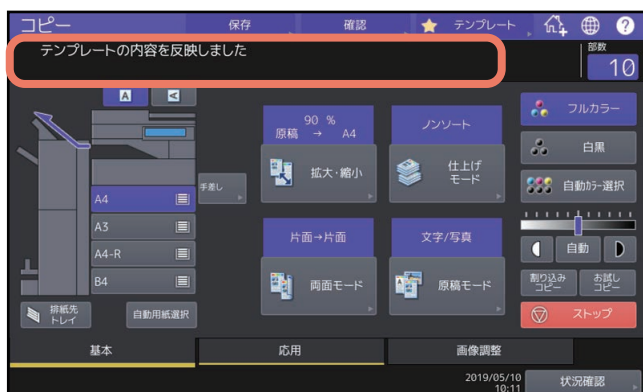 コピー
保存
確認
テンプレート
?
テンプレートの内容を反映しました
部数
10
A
A
90 %
原稿 → A4
拡大・縮小
ノンソート
仕上げ
モード
フルカラー
白黒
自動カラー選択
手差し
A4
A3
A4-R
B4
片面→片面
両面モード
文字/写真
A
原稿モード
自動
割り込み
コピー
お試し
コピー
排紙先
トレイ
自動用紙選択
ストップ
基本
応用
画像調整
2019/05/10
10:11
状況確認